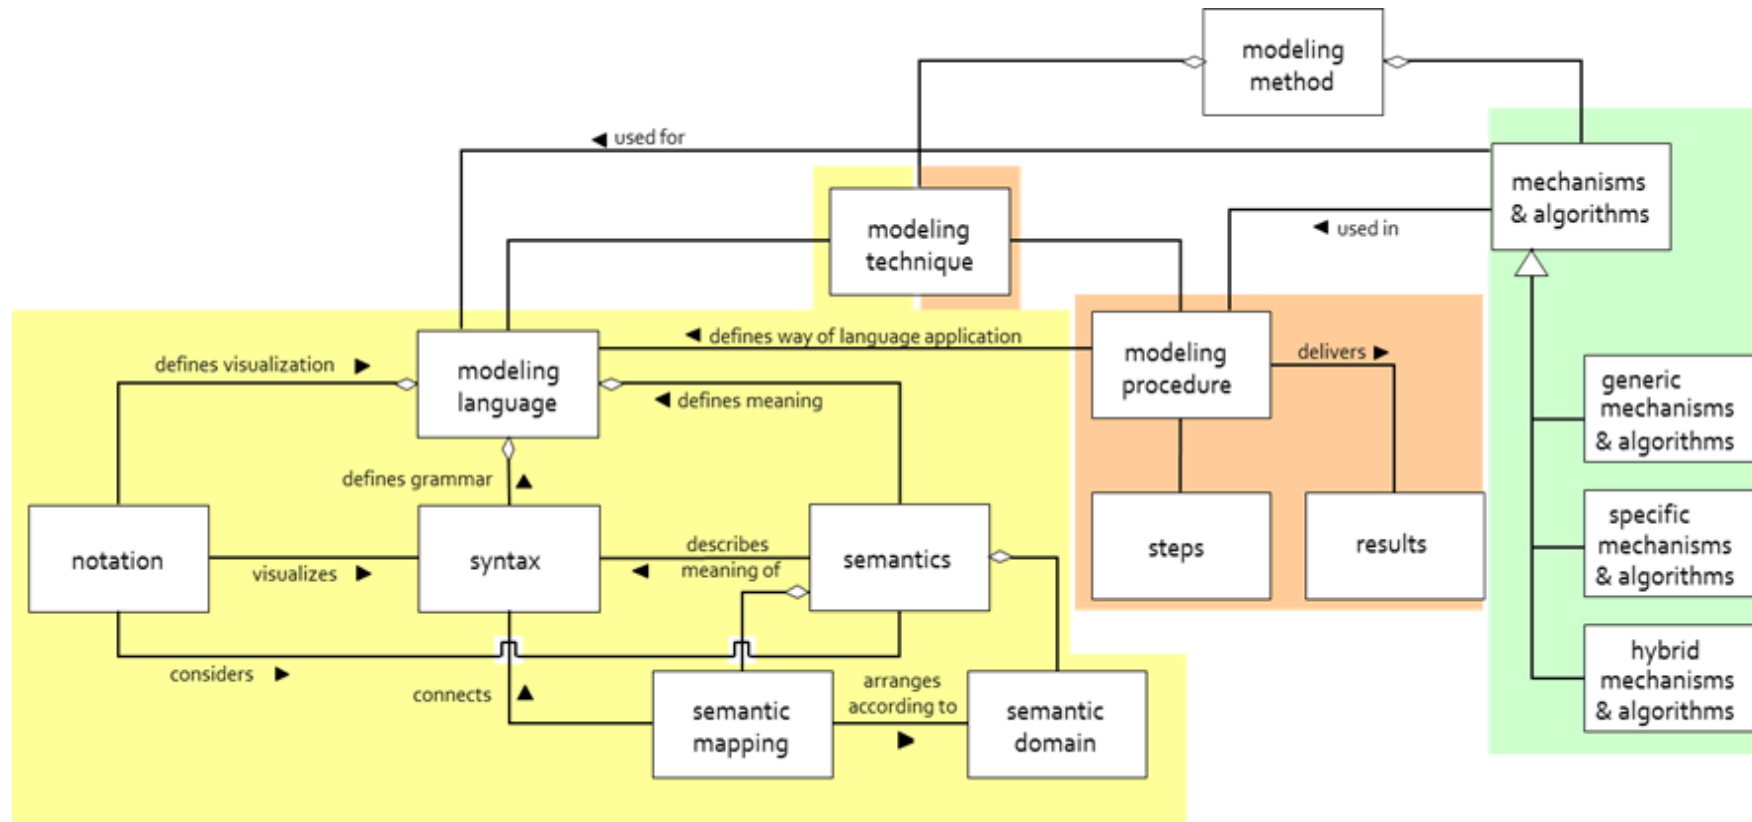 modeling
method
used for
mechanisms
& algorithms
modeling
technique
used in
defines way of language application
modeling
procedure
delivers
defines visualization
modeling
language
defines meaning
generic
mechanisms
& algorithms
defines grammar
notation
visualizes
syntax
describes
meaning of
semantics
steps
results
specific
mechanisms
& algorithms
considers
connects
semantic
mapping
arranges
according to
semantic
domain
hybrid
mechanisms
& algorithms